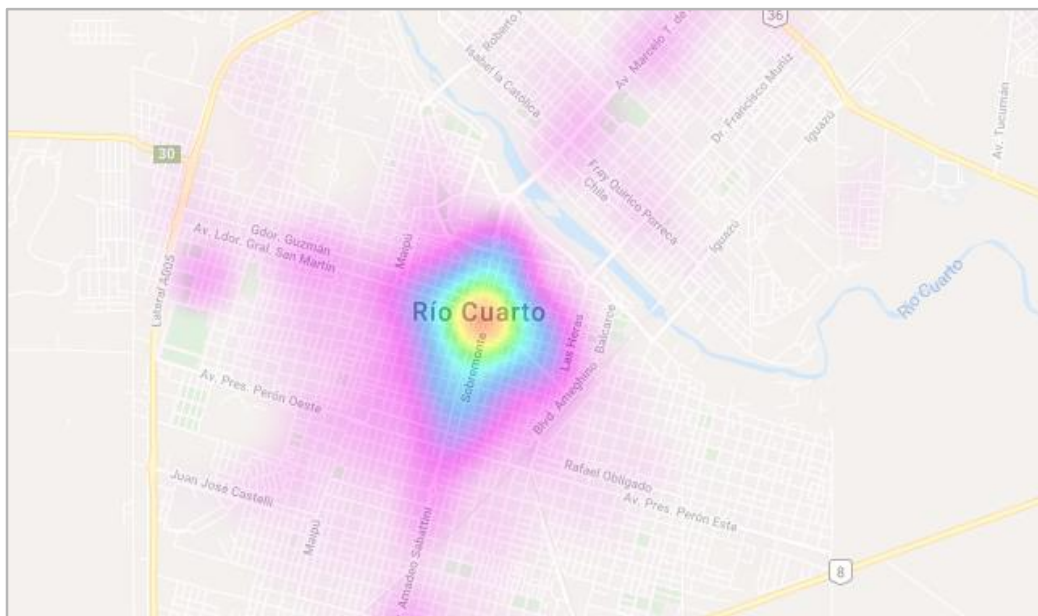 36
Av. Marcelo T. de
Roberto
Isabel la Católica
Dr. Francisco Muñiz
Iguazú
Av. Tucumán
30
Fray Quirico Porreca
Chile
Iguazú
Gdor. Guzmán
Av. Ldor. Gral. San Martín
Maipú
Lateral A005
Río Cuarto
Río Cuarto
Las Heras
Balcarce
Sobremonte
Blvd. Ameghino
Av. Pres. Perón Oeste
Rafael Obligado
Av. Pres. Perón Este
Juan José Castelli
Maipú
Amadeo Sabattini
8